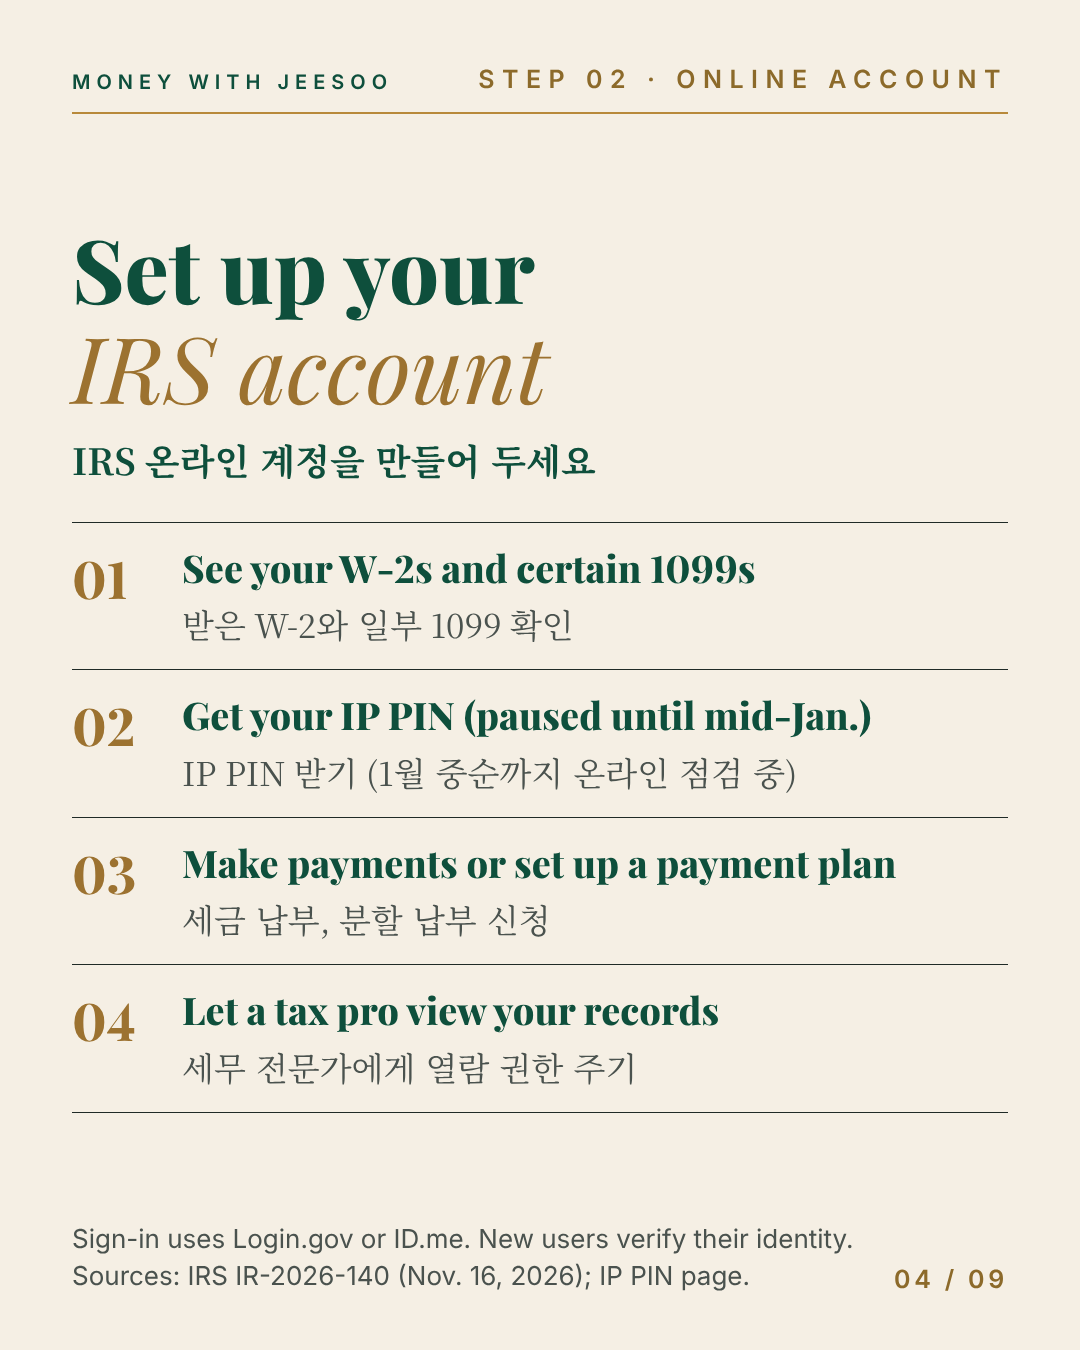 MONEY WITH JEESOO
STEP 02 · ONLINE ACCOUNT
Set up your
IRS account
IRS 온라인 계정을 만들어 두세요
01
See your W-2s and certain 1099s
받은 W-2와 일부 1099 확인
02
Get your IP PIN (paused until mid-Jan.)
IP PIN 받기 (1월 중순까지 온라인 점검 중)
03
Make payments or set up a payment plan
세금 납부, 분할 납부 신청
04
Let a tax pro view your records
세무 전문가에게 열람 권한 주기
Sign-in uses Login.gov or ID.me. New users verify their identity.
Sources: IRS IR-2026-140 (Nov. 16, 2026); IP PIN page.
04 / 09